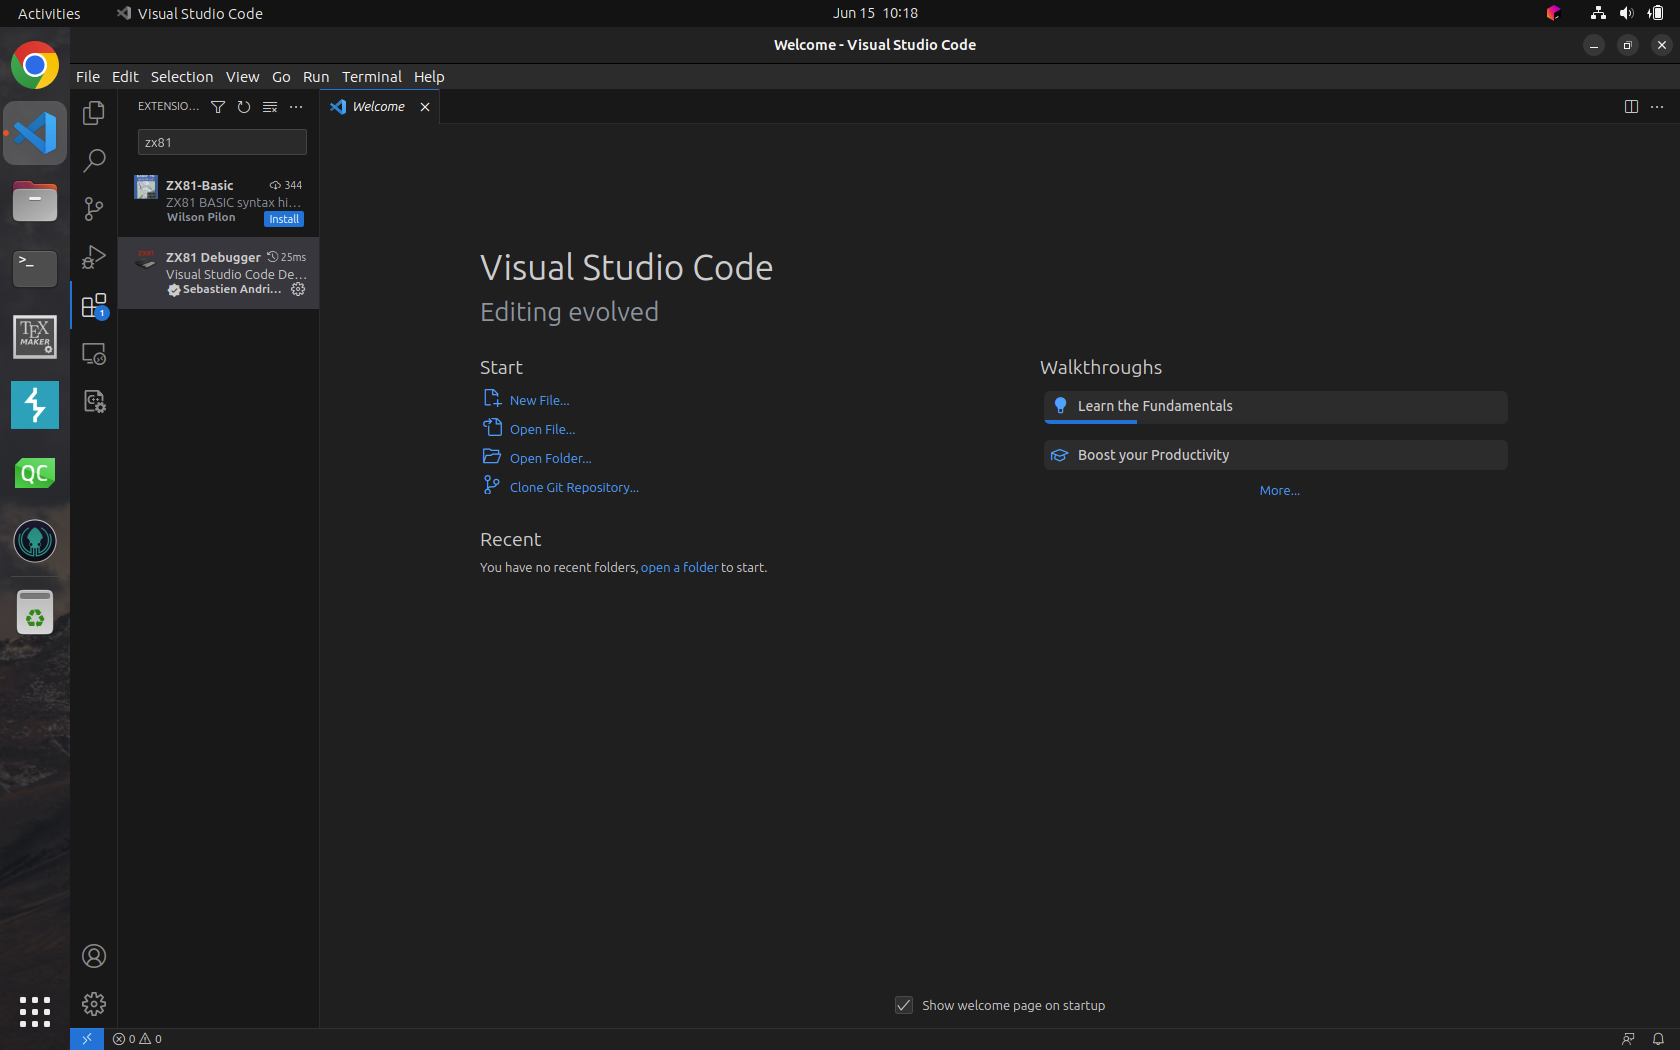 Activities
Visual Studio Code
Jun 15 10:18
Welcome - Visual Studio Code
File Edit Selection View Go Run Terminal Help
EXTENSIO...
Welcome
zx81
ZX81-Basic
344
ZX81 BASIC syntax hi...
Wilson Pilon
Install
ZX81 Debugger
25ms
Visual Studio Code De...
Sebastien Andri...
1
TEX
MAKER
QC
Visual Studio Code
Editing evolved
Start
New File...
Open File...
Open Folder...
Clone Git Repository...
Recent
You have no recent folders, open a folder to start.
Walkthroughs
Learn the Fundamentals
Boost your Productivity
More...
Show welcome page on startup
0 0